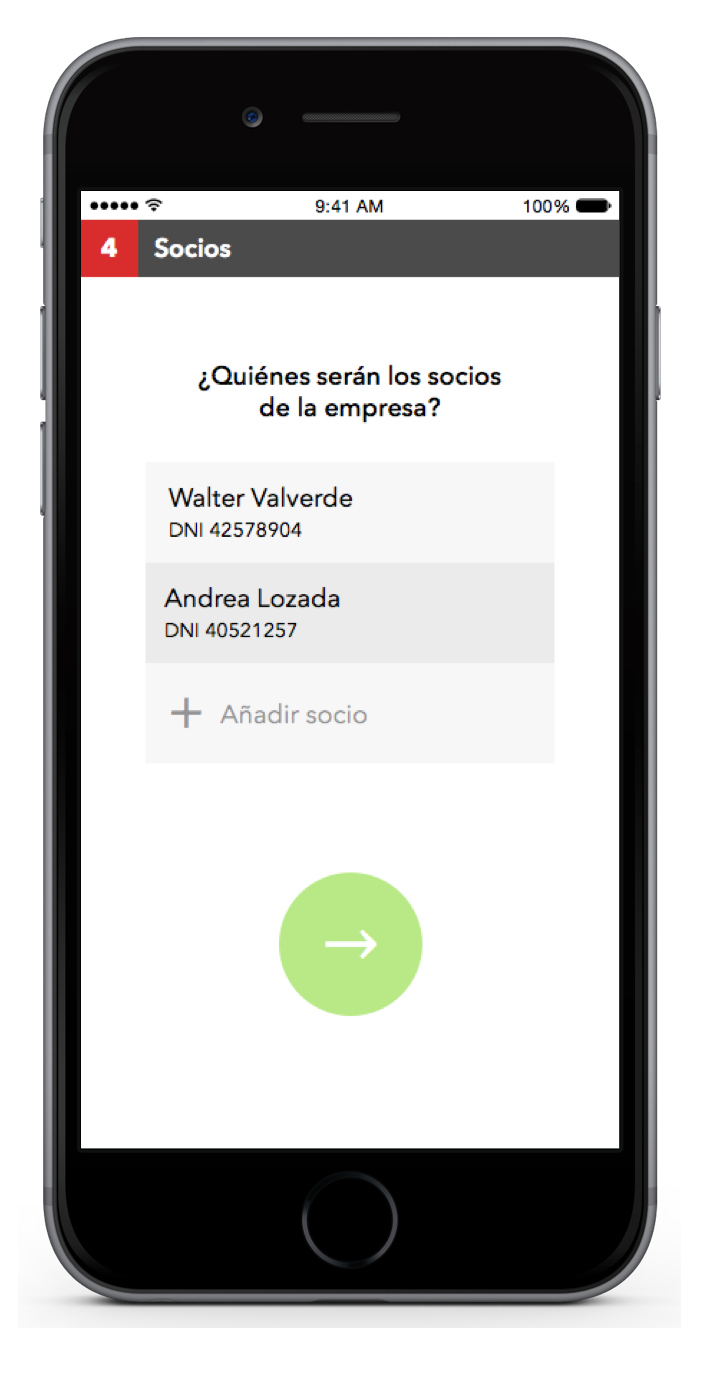 9:41 AM
100%
4 Socios
¿Quiénes serán los socios
de la empresa?
Walter Valverde
DNI 42578904
Andrea Lozada
DNI 40521257
+ Añadir socio